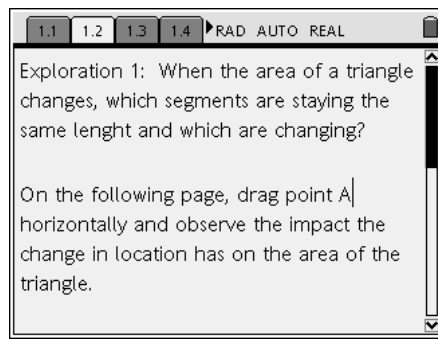 1.1 1.2 1.3 1.4 RAD AUTO REAL
Exploration 1: When the area of a triangle
changes, which segments are staying the
same lenght and which are changing?
On the following page, drag point A
horizontally and observe the impact the
change in location has on the area of the
triangle.